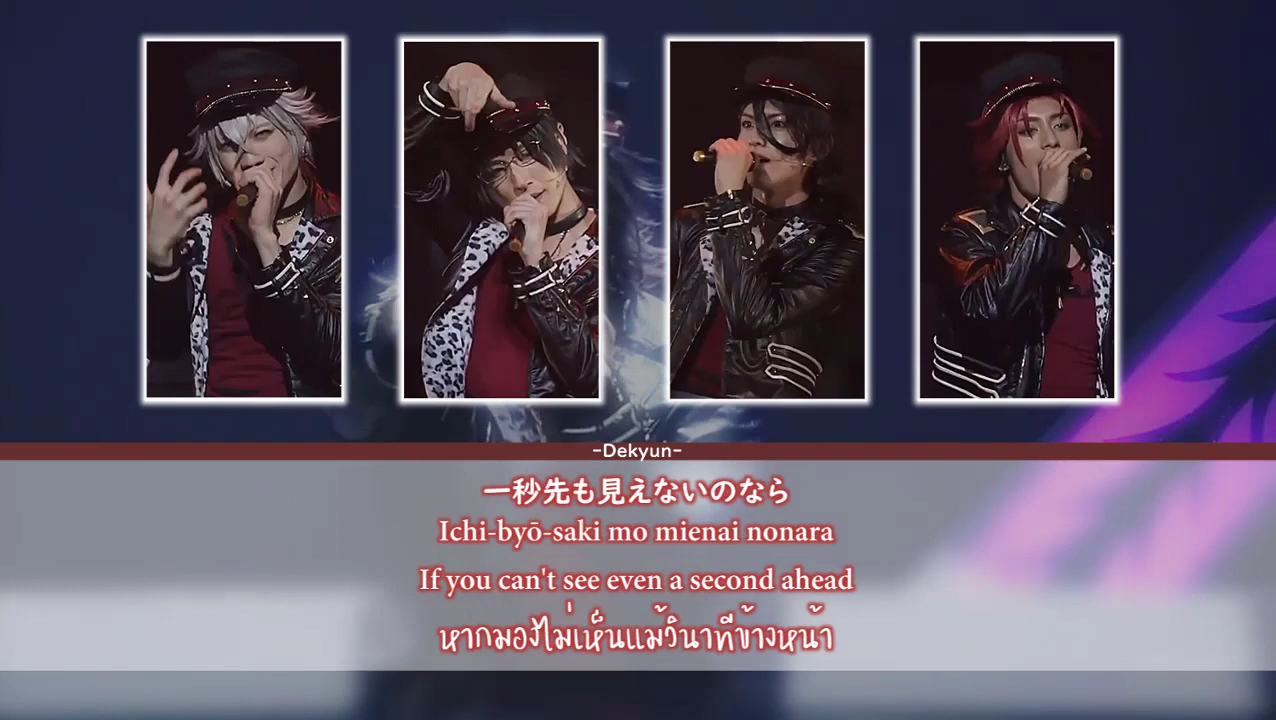 -Dekyun-
一秒先も見えないのなら
Ichi-byō-saki mo mienai nonara
If you can't see even a second ahead
หากมองไม่เห็นแม้วินาทีข้างหน้า